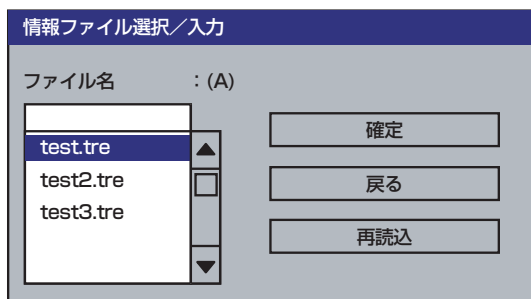 情報ファイル選択／入力
ファイル名 : (A)
確定
test.tre
test2.tre
戻る
test3.tre
再読込